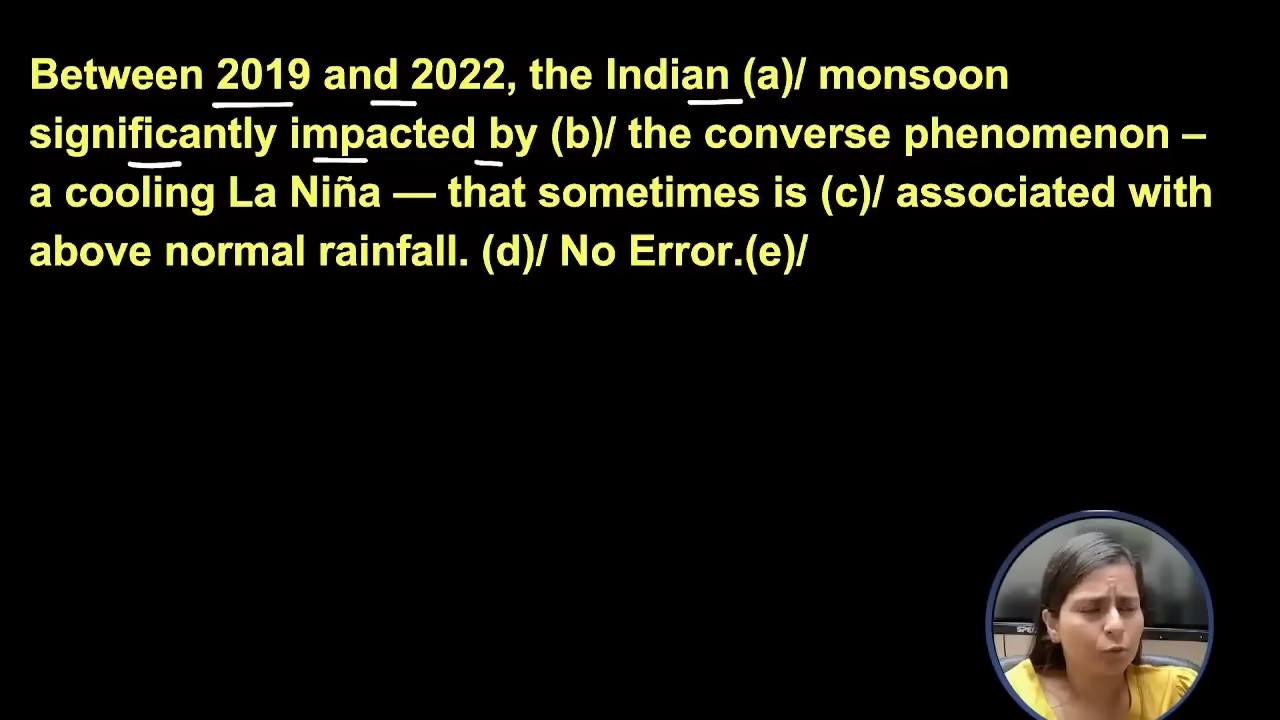 Between 2019 and 2022, the Indian (a)/ monsoon
significantly impacted by (b)/ the converse phenomenon –
a cooling La Niña — that sometimes is (c)/ associated with
above normal rainfall. (d)/ No Error.(e)/